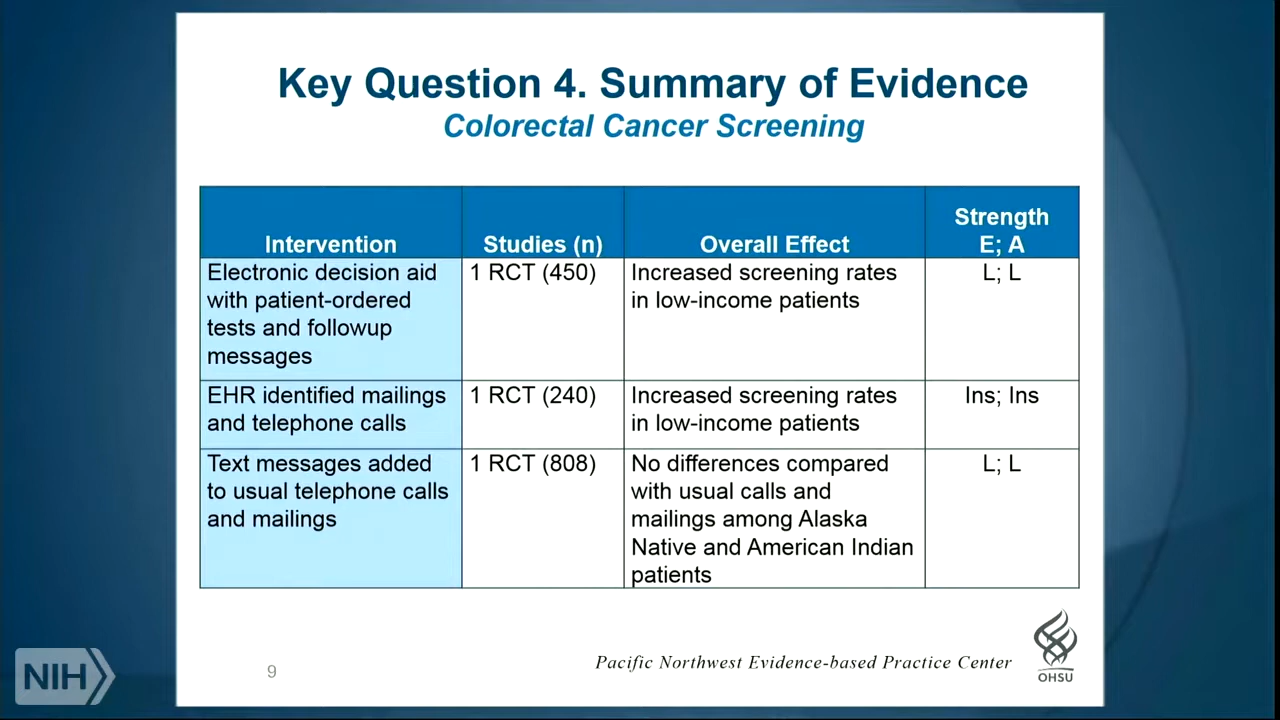 Key Question 4. Summary of Evidence
Colorectal Cancer Screening
Intervention
Studies (n)
Overall Effect
Strength
E; A
Electronic decision aid
with patient-ordered
tests and followup
messages
1 RCT (450)
Increased screening rates
in low-income patients
L; L
EHR identified mailings
and telephone calls
1 RCT (240)
Increased screening rates
in low-income patients
Ins; Ins
Text messages added
to usual telephone calls
and mailings
1 RCT (808)
No differences compared
with usual calls and
mailings among Alaska
Native and American Indian
patients
L; L
NIH
9
Pacific Northwest Evidence-based Practice Center
OHSU